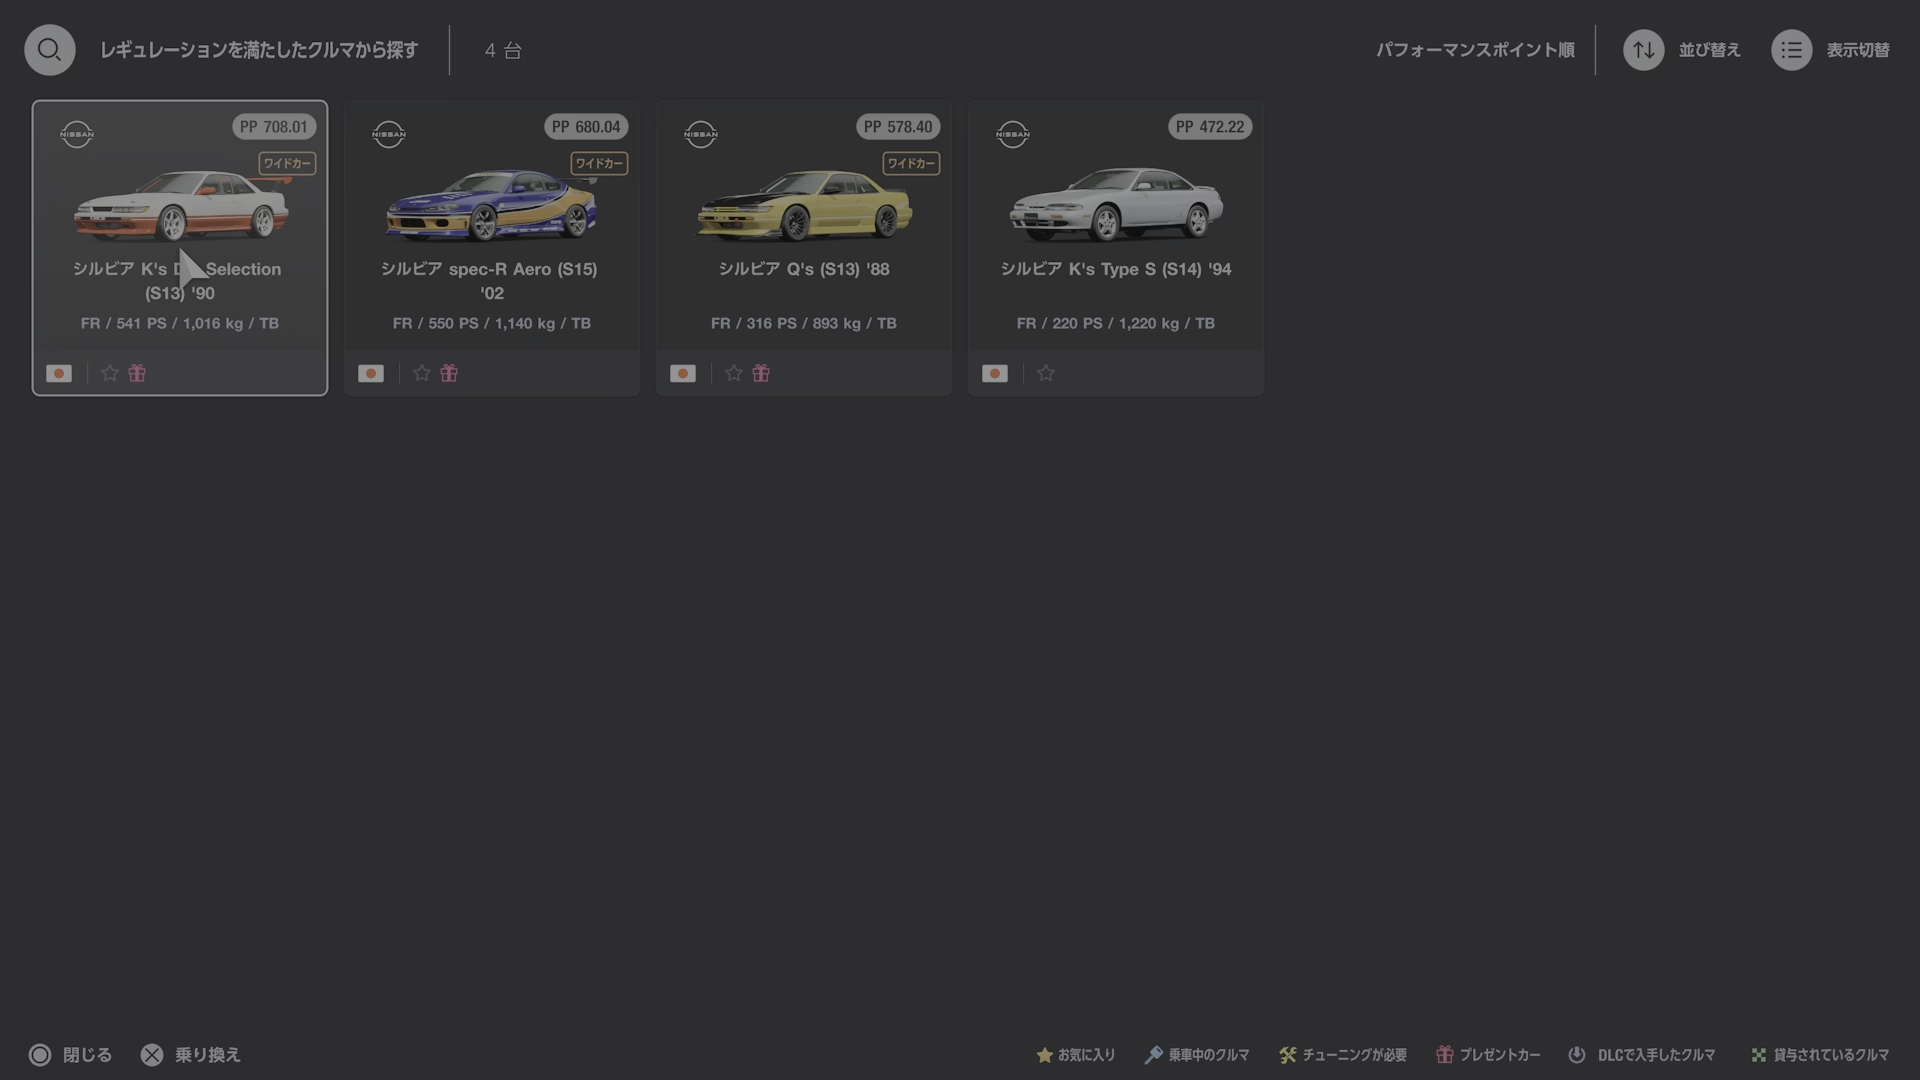 レギュレーションを満たしたクルマから探す
4 台
パフォーマンスポイント順
並び替え
表示切替
NISSAN
PP 708.01
ワイドカー
シルビア K's D Selection
(S13) '90
FR / 541 PS / 1,016 kg / TB
NISSAN
PP 680.04
ワイドカー
シルビア spec-R Aero (S15)
'02
FR / 550 PS / 1,140 kg / TB
NISSAN
PP 578.40
ワイドカー
シルビア Q's (S13) '88
FR / 316 PS / 893 kg / TB
NISSAN
PP 472.22
シルビア K's Type S (S14) '94
FR / 220 PS / 1,220 kg / TB
閉じる
乗り換え
お気に入り
乗車中のクルマ
チューニングが必要
プレゼントカー
DLCで入手したクルマ
貸与されているクルマ